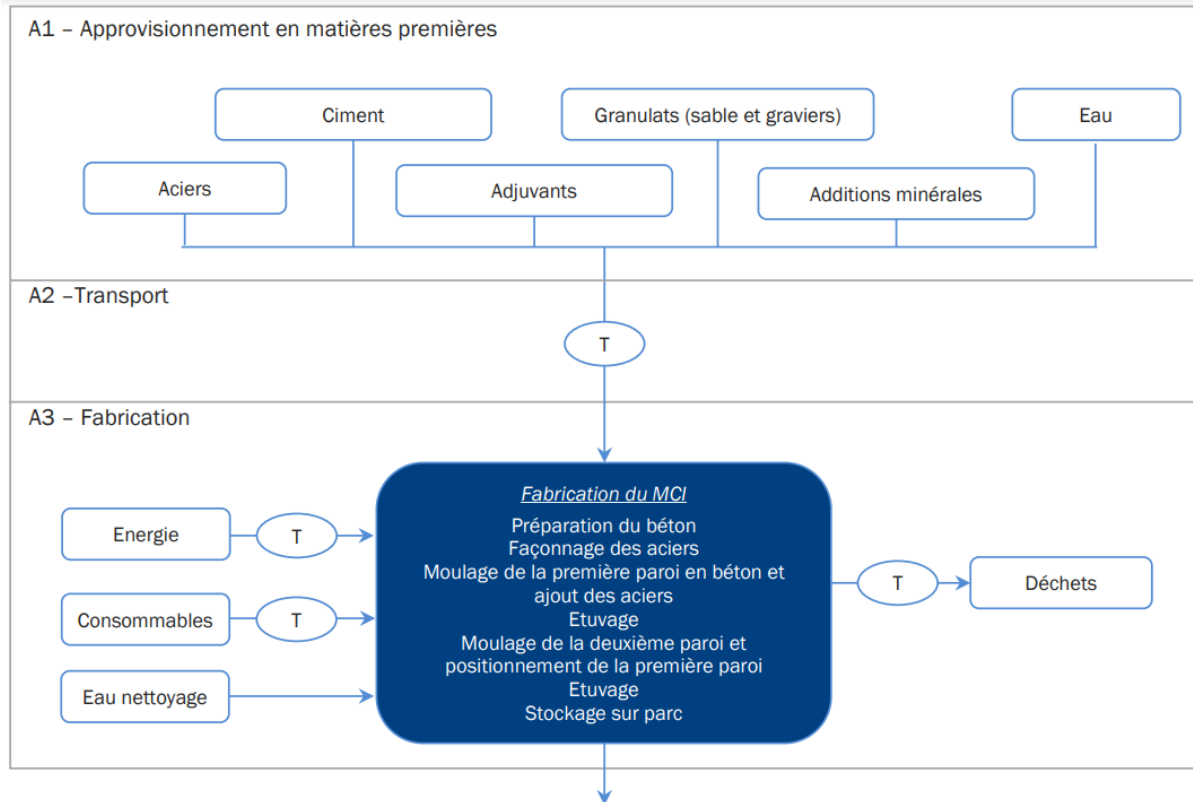 A1 – Approvisionnement en matières premières
Ciment
Granulats (sable et graviers)
Eau
Aciers
Adjuvants
Additions minérales
A2 –Transport
T
A3 – Fabrication
Fabrication du MCI
Préparation du béton
Façonnage des aciers
Moulage de la première paroi en béton et
ajout des aciers
Etuvage
Moulage de la deuxième paroi et
positionnement de la première paroi
Etuvage
Stockage sur parc
Energie
T
Consommables
T
Eau nettoyage
T
Déchets